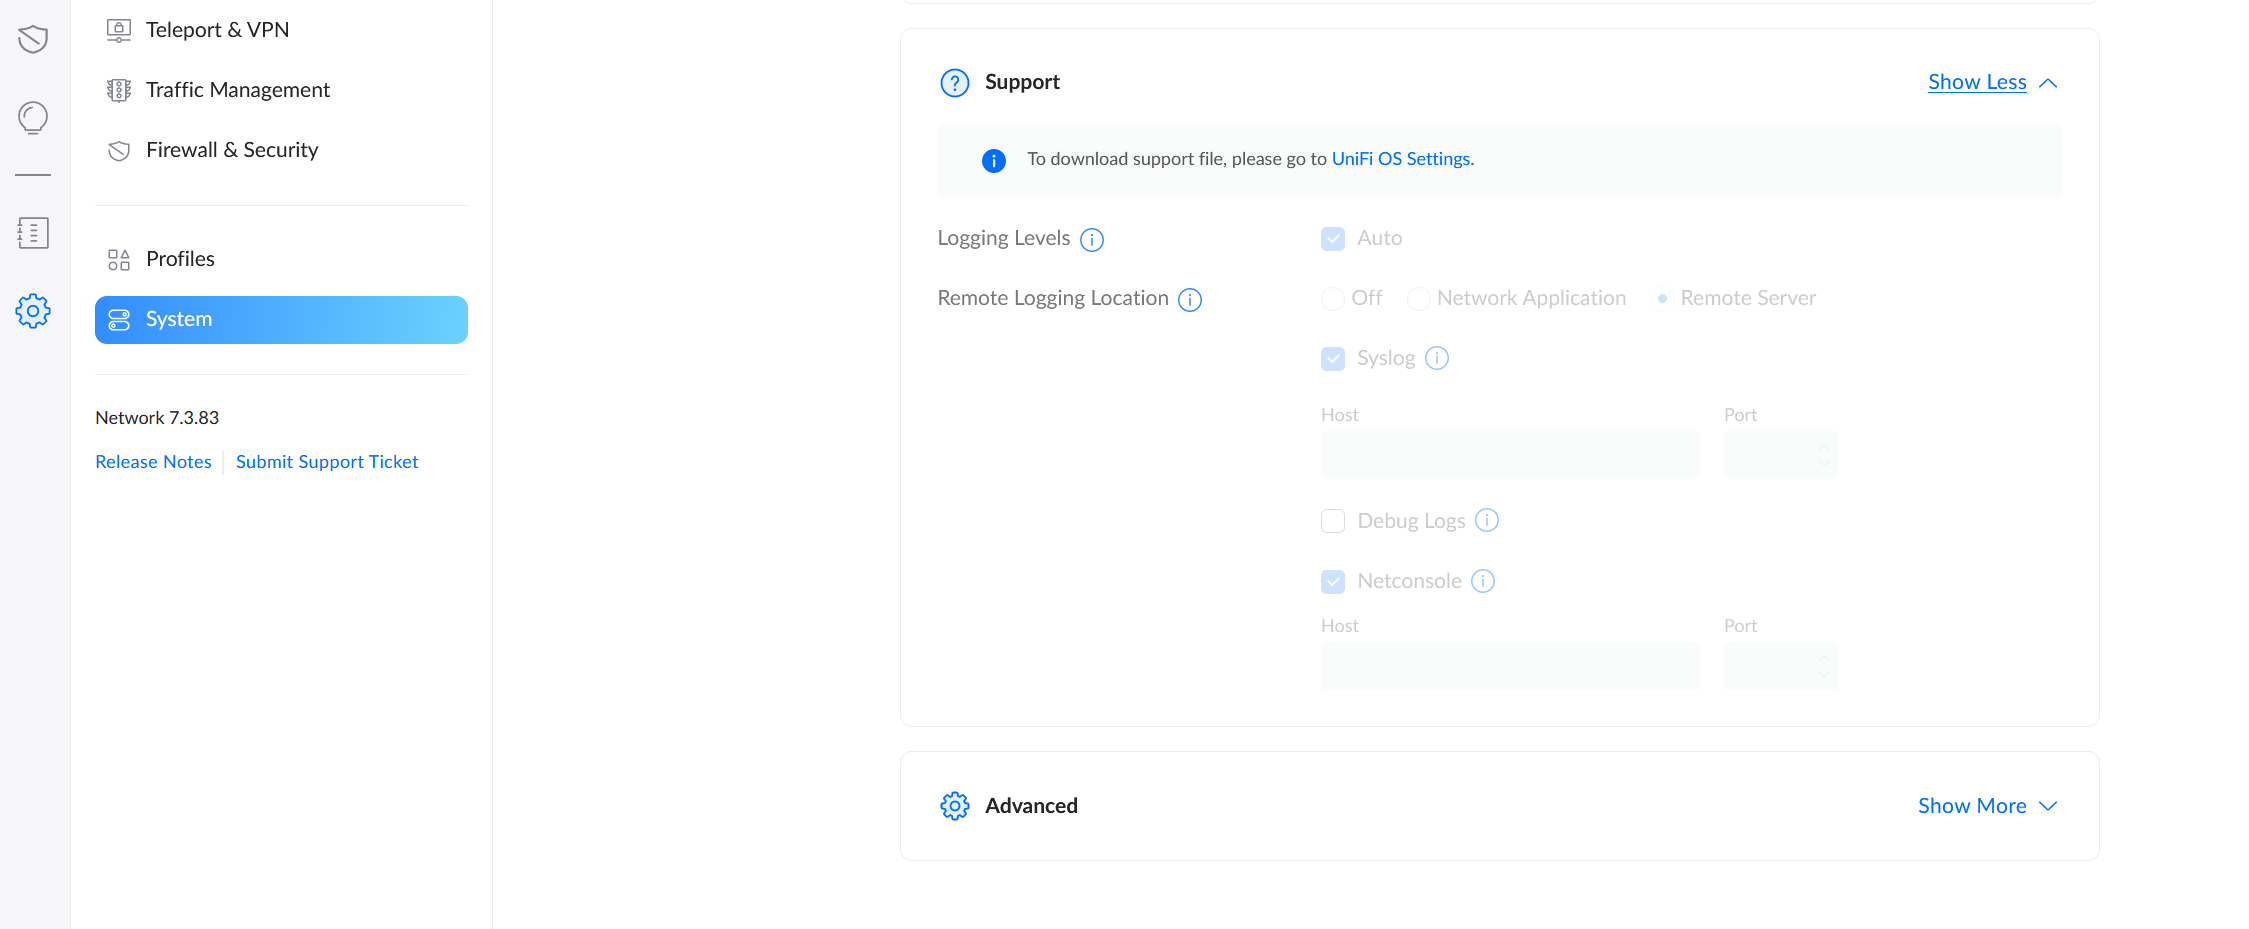 Teleport & VPN
Traffic Management
Firewall & Security
Profiles
System
Network 7.3.83
Release Notes
Submit Support Ticket
Support
Show Less
To download support file, please go to UniFi OS Settings.
Logging Levels
Auto
Remote Logging Location
Off
Network Application
Remote Server
Syslog
Host
Port
Debug Logs
Netconsole
Host
Port
Advanced
Show More